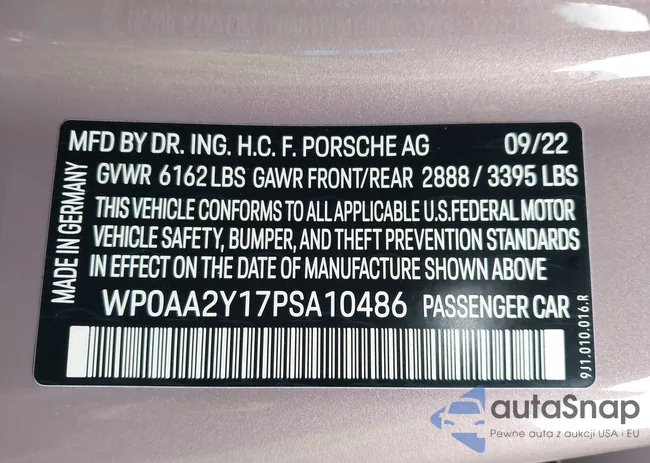 MFD BY DR. ING. H.C. F. PORSCHE AG 09/22
GVWR 6162 LBS GAWR FRONT/REAR 2888 / 3395 LBS
THIS VEHICLE CONFORMS TO ALL APPLICABLE U.S.FEDERAL MOTOR
VEHICLE SAFETY, BUMPER, AND THEFT PREVENTION STANDARDS
IN EFFECT ON THE DATE OF MANUFACTURE SHOWN ABOVE
WP0AA2Y17PSA10486 PASSENGER CAR
MADE IN GERMANY
9J1.010.016.R
autaSnap
Pewne auta z aukcji USA i EU